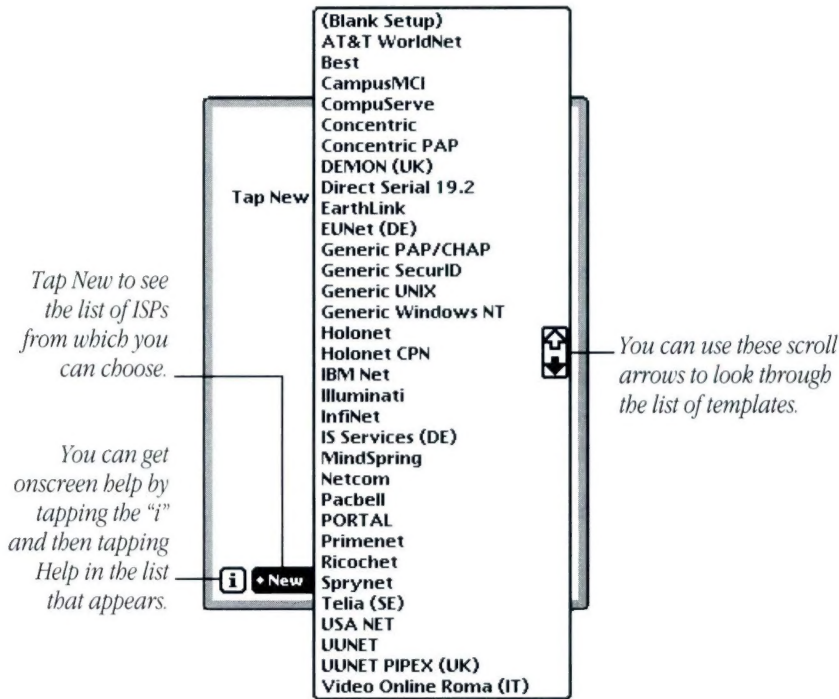 (Blank Setup)
AT&T WorldNet
Best
CampusMCI
CompuServe
Concentric
Concentric PAP
DEMON (UK)
Direct Serial 19.2
EarthLink
EUNet (DE)
Generic PAP/CHAP
Generic SecurID
Generic UNIX
Generic Windows NT
Holonet
Holonet CPN
IBM Net
Illuminati
InfiNet
IS Services (DE)
MindSpring
Netcom
Pacbell
PORTAL
Primenet
Ricochet
Sprynet
Telia (SE)
USA NET
UUNET
UUNET PIPEX (UK)
Video Online Roma (IT)
Tap New
Tap New to see
the list of ISPs
from which you
can choose.
You can get
onscreen help by
tapping the “i”
and then tapping
Help in the list
that appears.
i
New
You can use these scroll
arrows to look through
the list of templates.